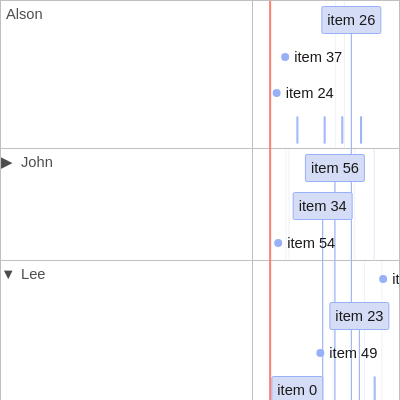 Alson
item 26
item 37
item 24
▶ John
item 56
item 34
item 54
▼ Lee
it
item 23
item 49
item 0